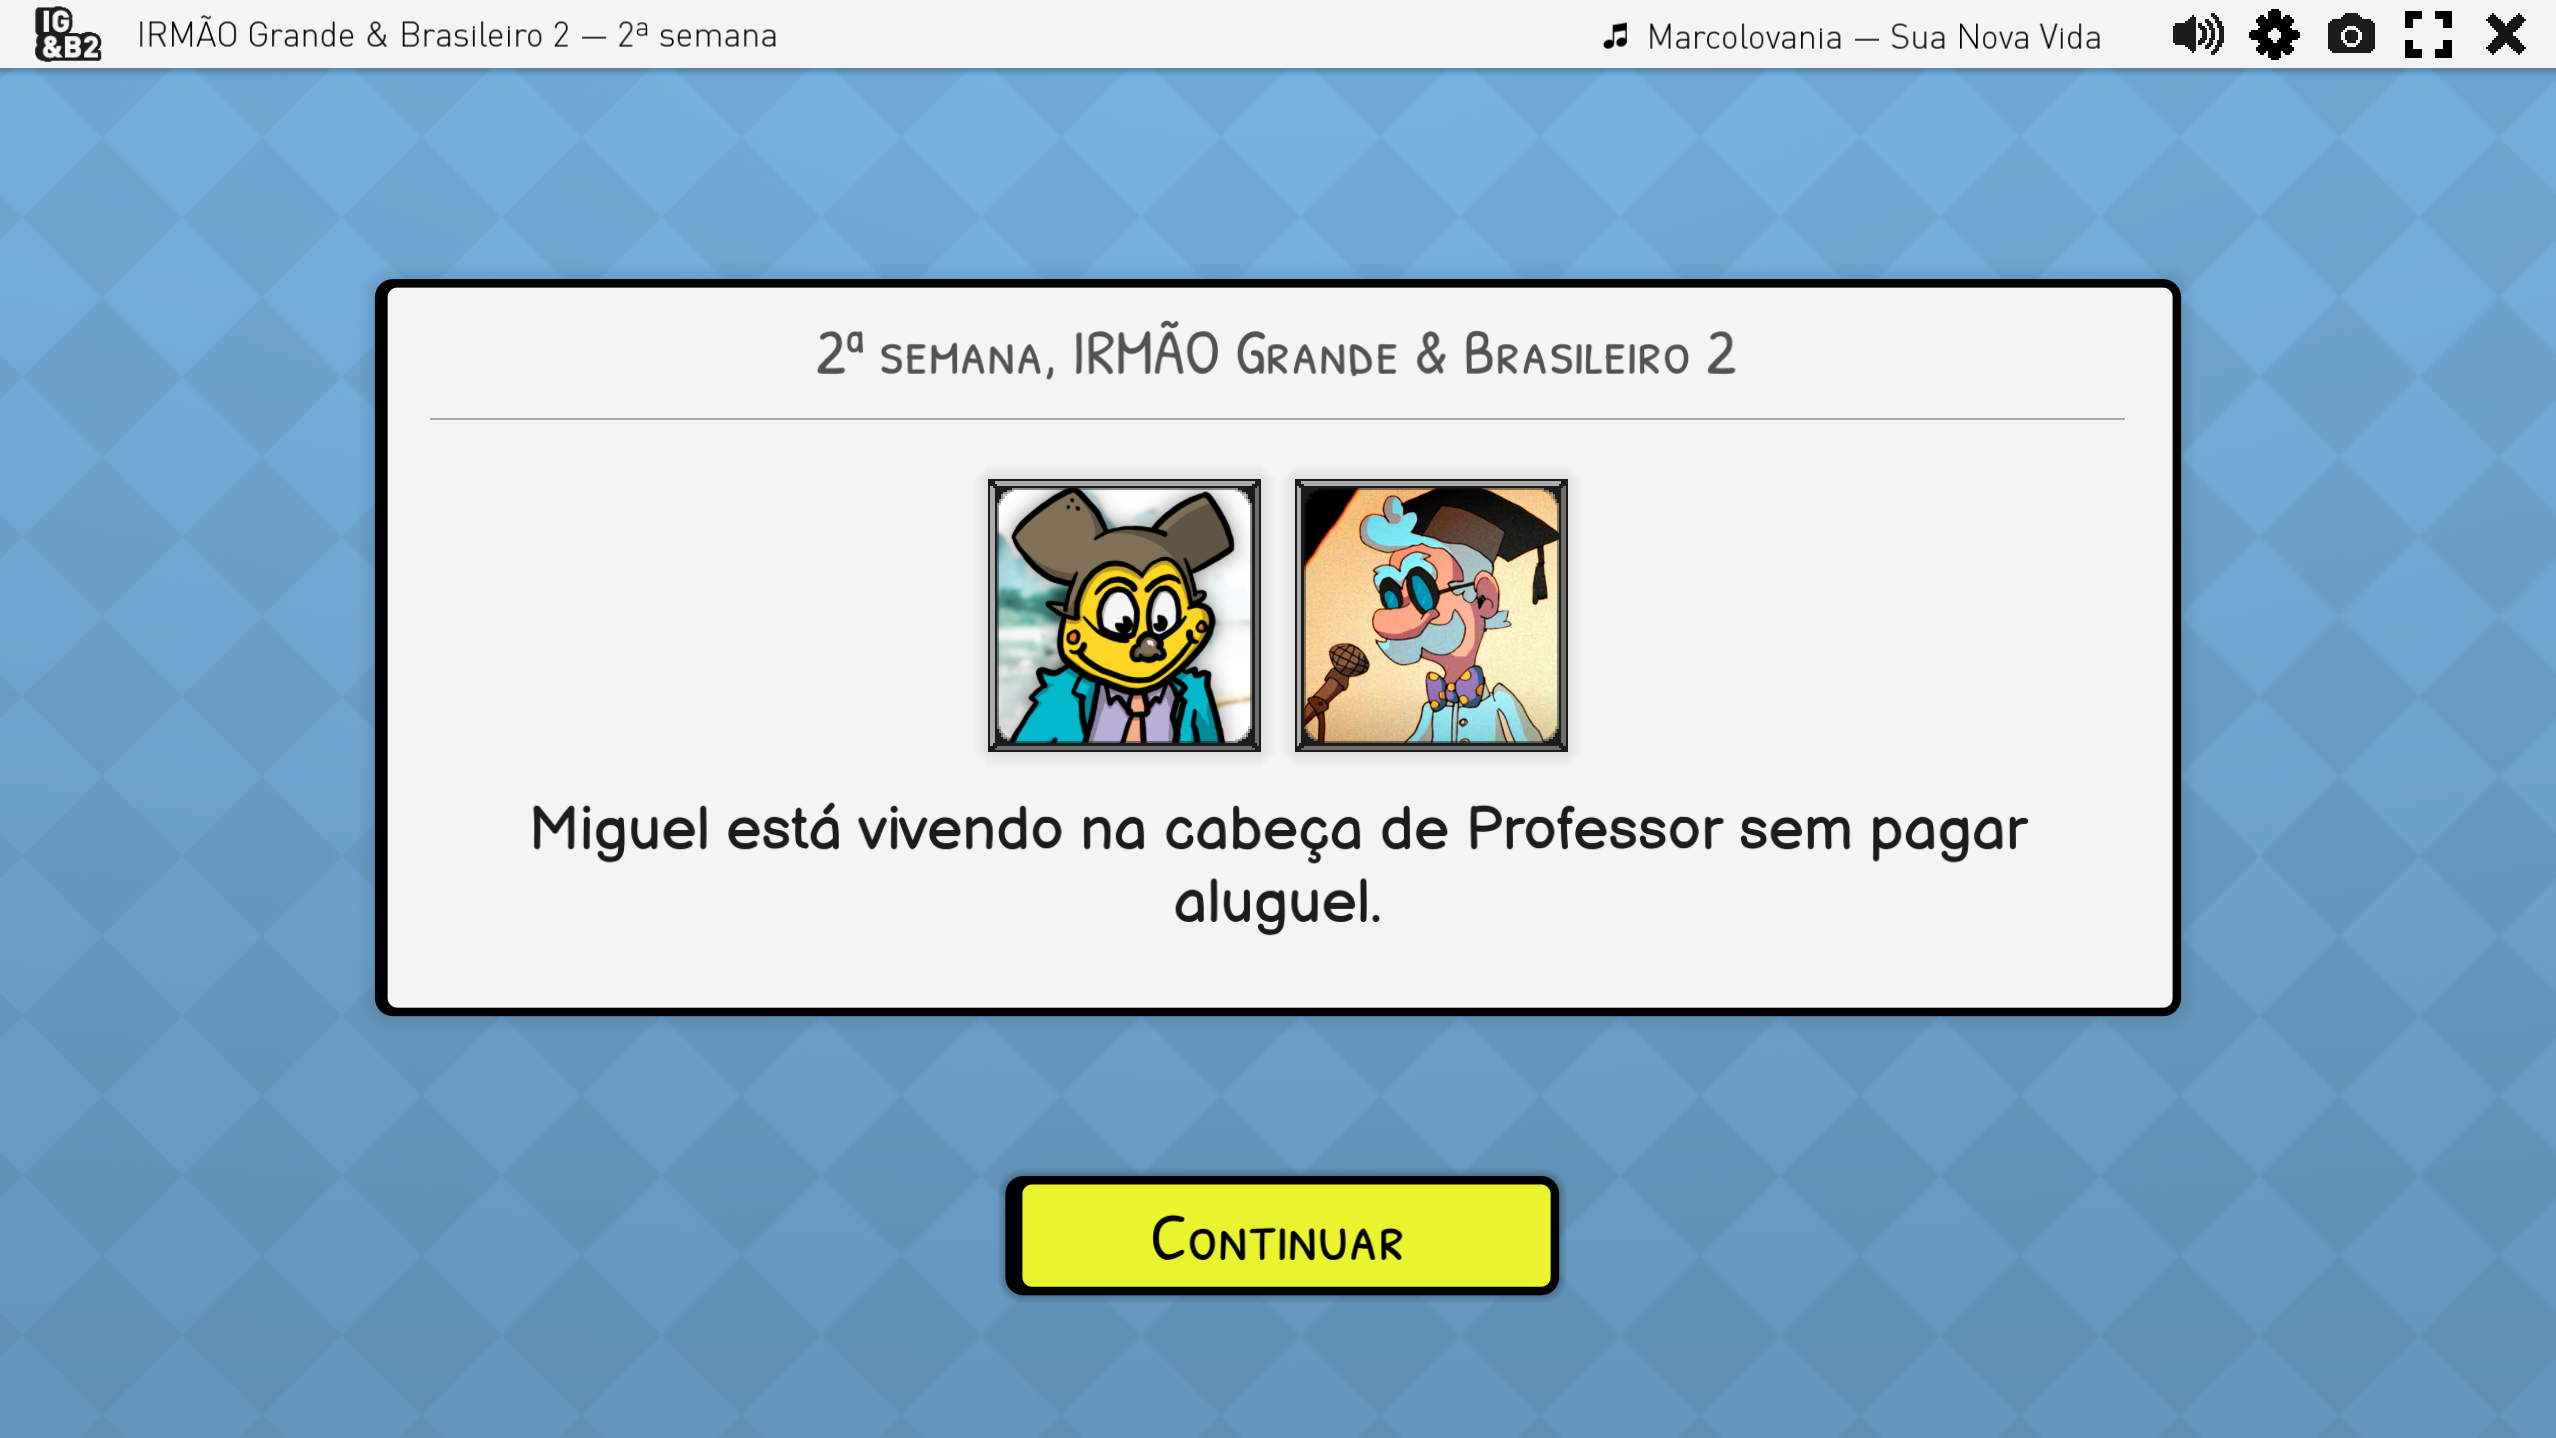 IG
&B2
IRMÃO Grande & Brasileiro 2 — 2ª semana
Marcolovania — Sua Nova Vida
2ª semana, IRMÃO Grande & Brasileiro 2
Miguel está vivendo na cabeça de Professor sem pagar
aluguel.
Continuar